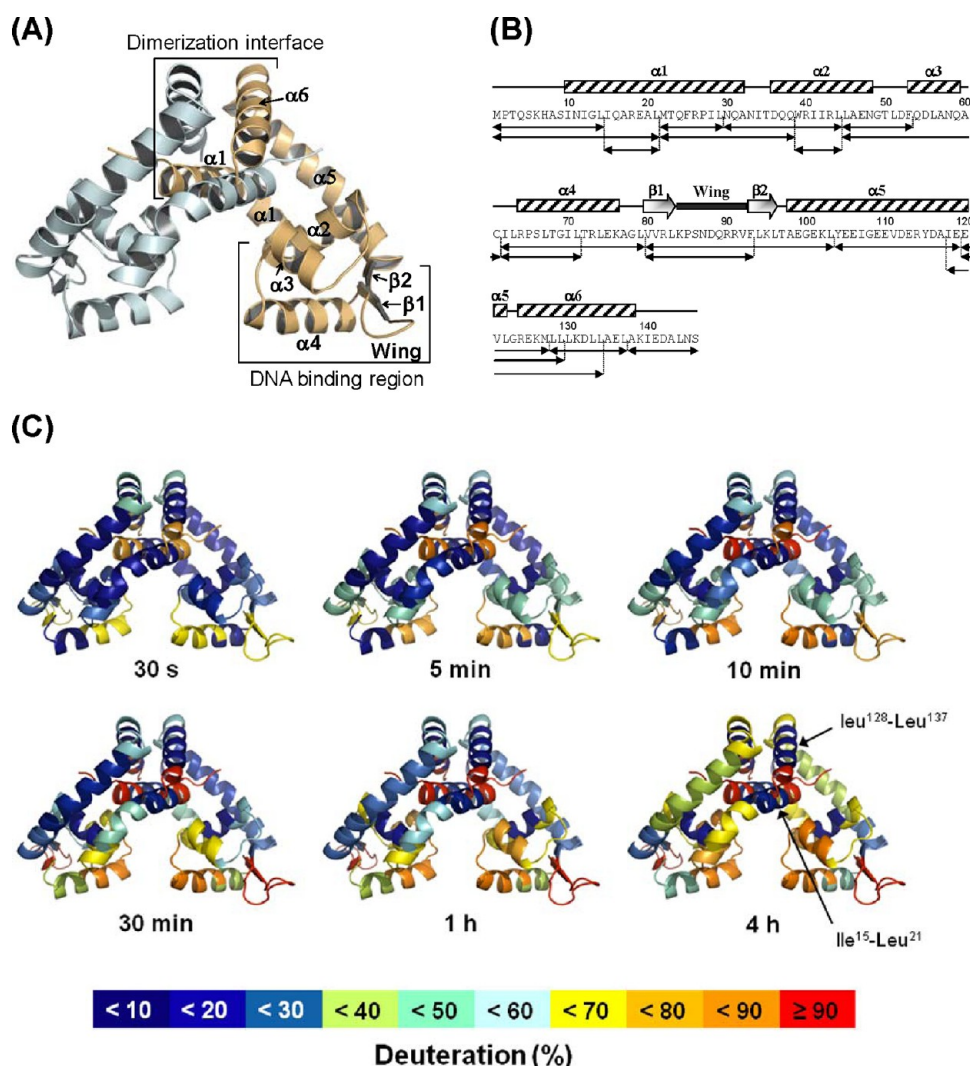 (A)
Dimerization interface
α6
α1
α5
α1
α2
α3
β2
β1
α4
Wing
DNA binding region
(B)
α1 α2 α3
10 20 30 40 50 60
MPTQSKHASINIGLIQAREALMTQFRPILNQANITDQQWRIIRLLAENGTLDFQDLANQA
α4 β1 Wing β2 α5
70 80 90 100 110 120
CILRPSLTGILTRLEKAGLVVRLKPSNDQRRVFLKLTAEGEKLYEEIGEEVDERYDAIEE
α5 α6
130 140
VLGREKMLLLKDLLAELAKIEDALNS
(C)
30 s 5 min 10 min
leu128-Leu137
Ile15-Leu21
30 min 1 h 4 h
< 10 < 20 < 30 < 40 < 50 < 60 < 70 < 80 < 90 ≥ 90
Deuteration (%)